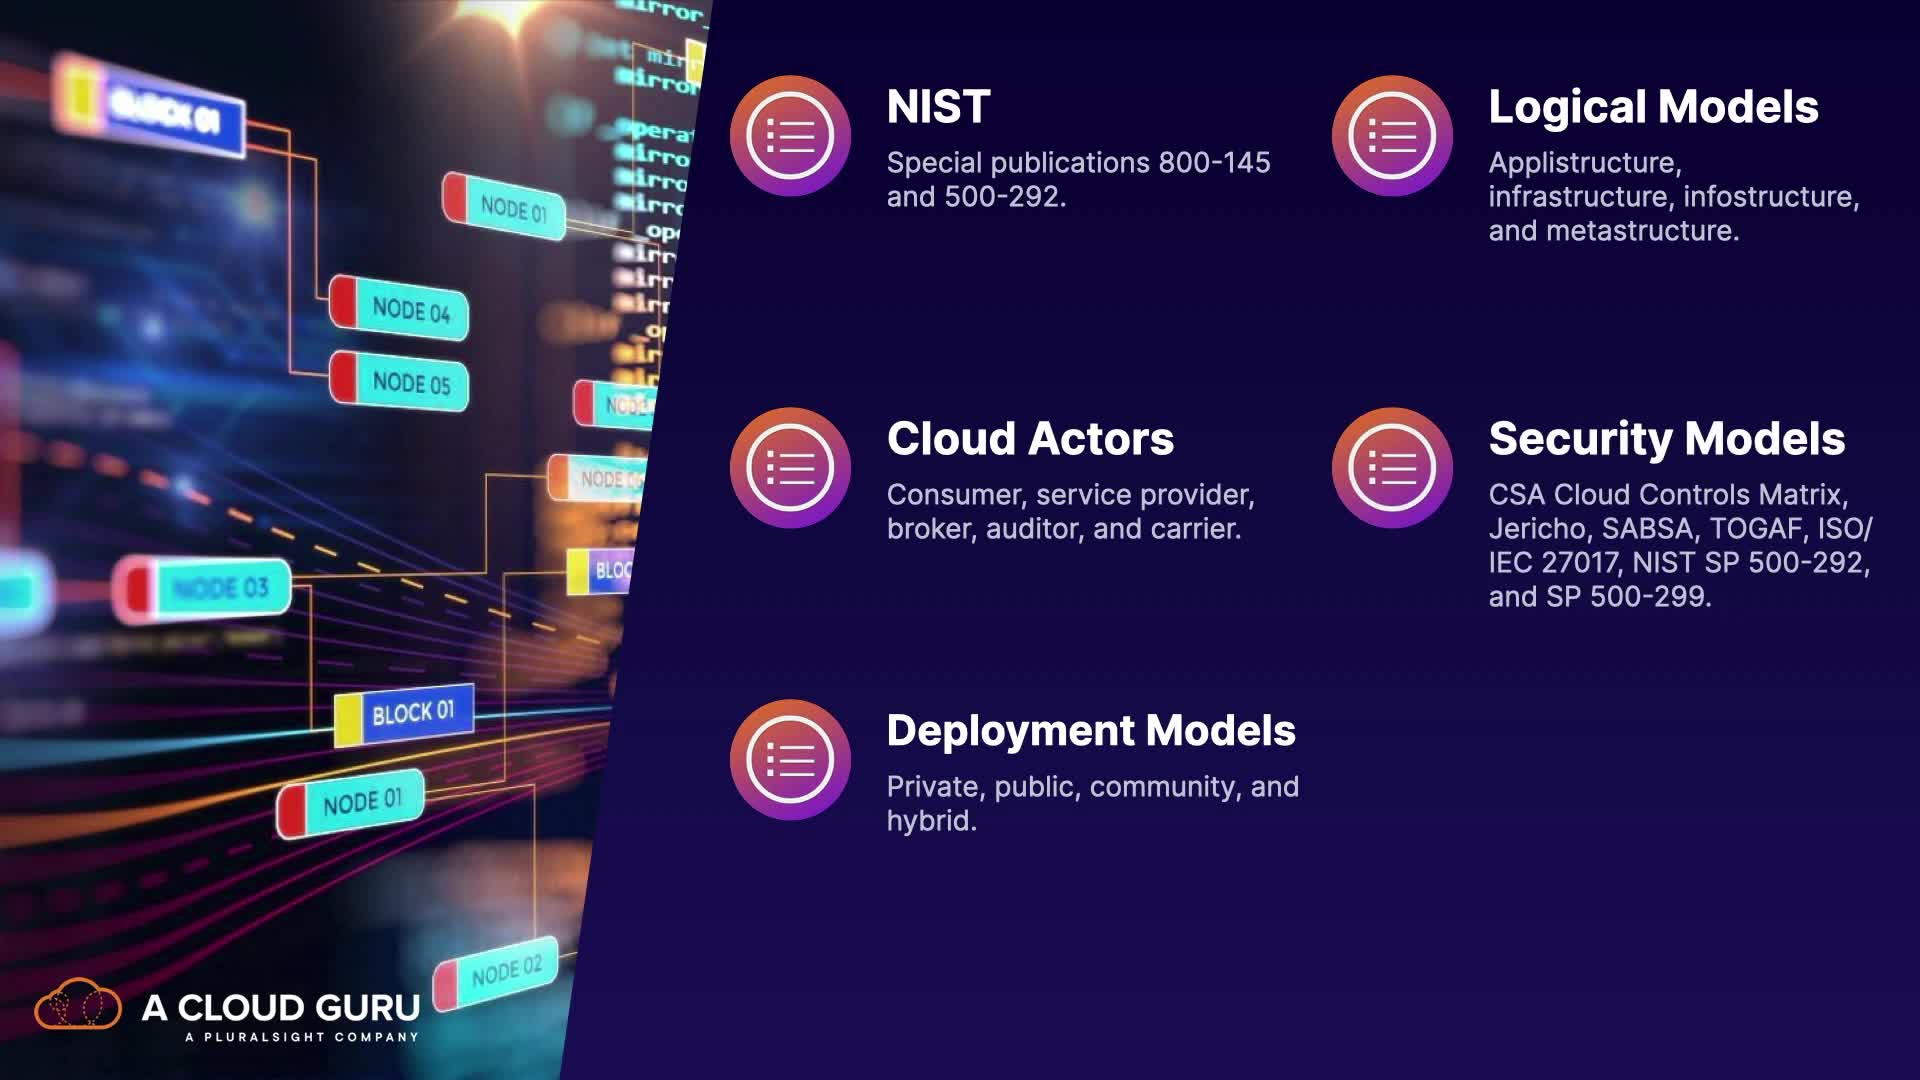 NIST
Special publications 800-145
and 500-292.
Logical Models
Applistructure,
infrastructure, infostructure,
and metastructure.
Cloud Actors
Consumer, service provider,
broker, auditor, and carrier.
Security Models
CSA Cloud Controls Matrix,
Jericho, SABSA, TOGAF, ISO/
IEC 27017, NIST SP 500-292,
and SP 500-299.
Deployment Models
Private, public, community, and
hybrid.
BLOCK 01
NODE 01
NODE 04
NODE 05
NODE 03
BLOCK 01
NODE 01
NODE 02
mirror
A CLOUD GURU
A PLURALSIGHT COMPANY